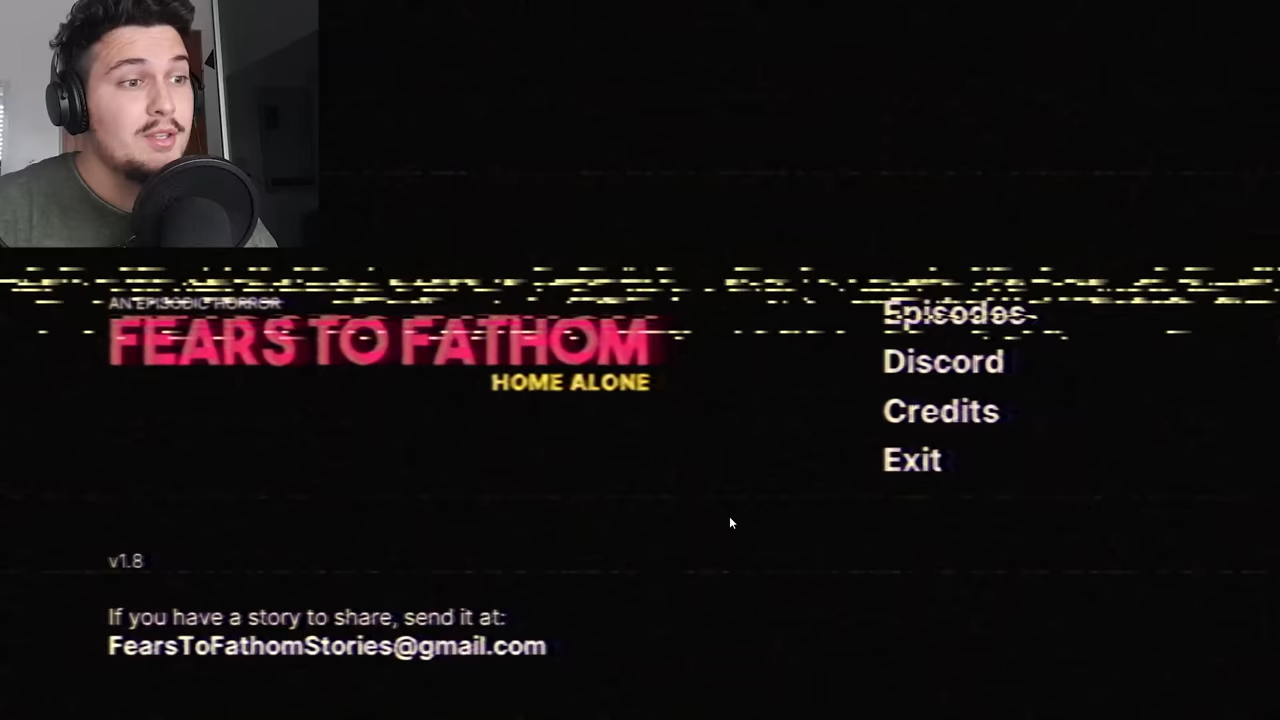 AN EPISODIC HORROR
FEARS TO FATHOM
HOME ALONE
Episodes
Discord
Credits
Exit
v1.8
If you have a story to share, send it at:
FearsToFathomStories@gmail.com